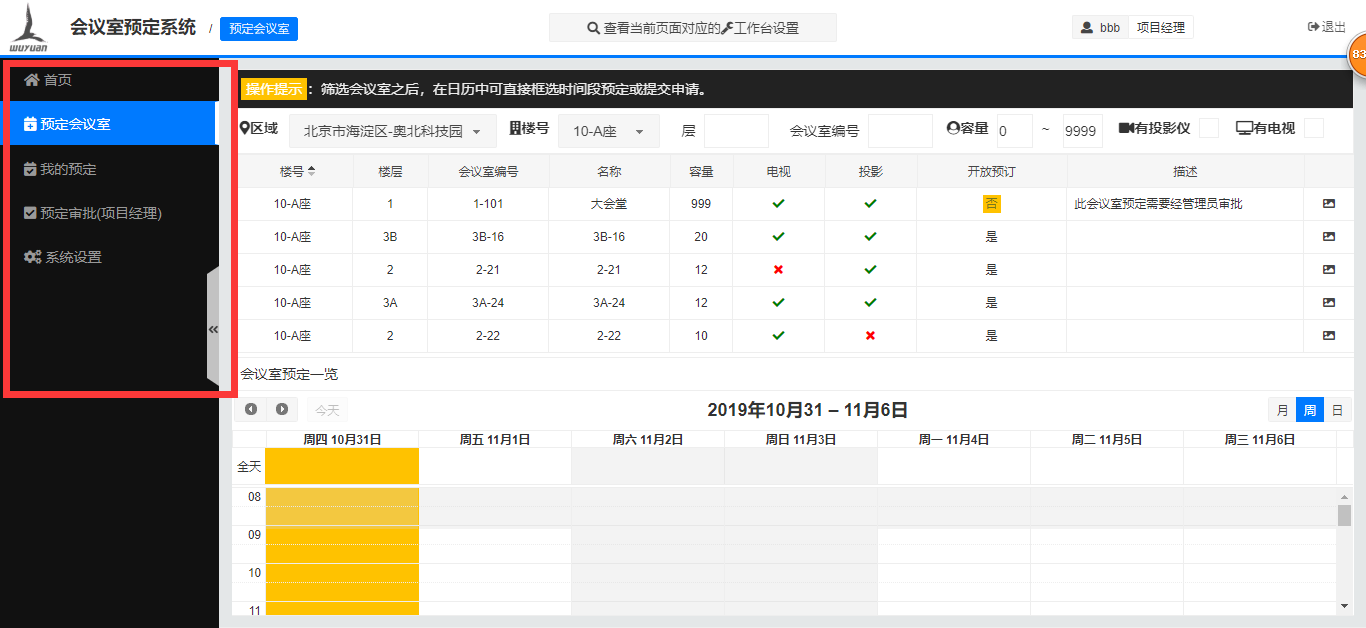 会议室预定系统 / 预定会议室 查看当前页面对应的工作台设置 bbb 项目经理 退出
wuyuan
83
首页
预定会议室
我的预定
预定审批(项目经理)
系统设置
«
操作提示：筛选会议室之后，在日历中可直接框选时间段预定或提交申请。
区域 北京市海淀区-奥北科技园 楼号 10-A座 层 会议室编号 容量 0 ~ 9999 有投影仪 有电视
楼号 楼层 会议室编号 名称 容量 电视 投影 开放预订 描述
10-A座 1 1-101 大会堂 999 否 此会议室预定需要经管理员审批
10-A座 3B 3B-16 3B-16 20 是
10-A座 2 2-21 2-21 12 是
10-A座 3A 3A-24 3A-24 12 是
10-A座 2 2-22 2-22 10 是
会议室预定一览
今天 2019年10月31 – 11月6日 月 周 日
周四 10月31日 周五 11月1日 周六 11月2日 周日 11月3日 周一 11月4日 周二 11月5日 周三 11月6日
全天
08
09
10
11